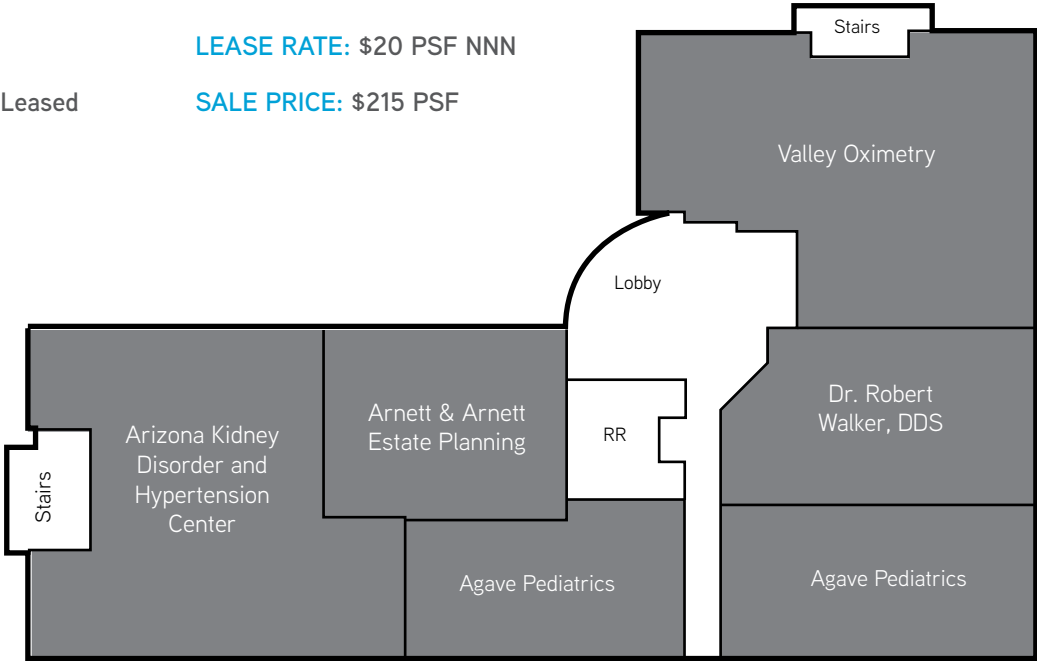 LEASE RATE: $20 PSF NNN
Leased
SALE PRICE: $215 PSF
Stairs
Valley Oximetry
Lobby
Dr. Robert
Walker, DDS
Arnett & Arnett
Estate Planning
RR
Arizona Kidney
Disorder and
Hypertension
Center
Stairs
Agave Pediatrics
Agave Pediatrics